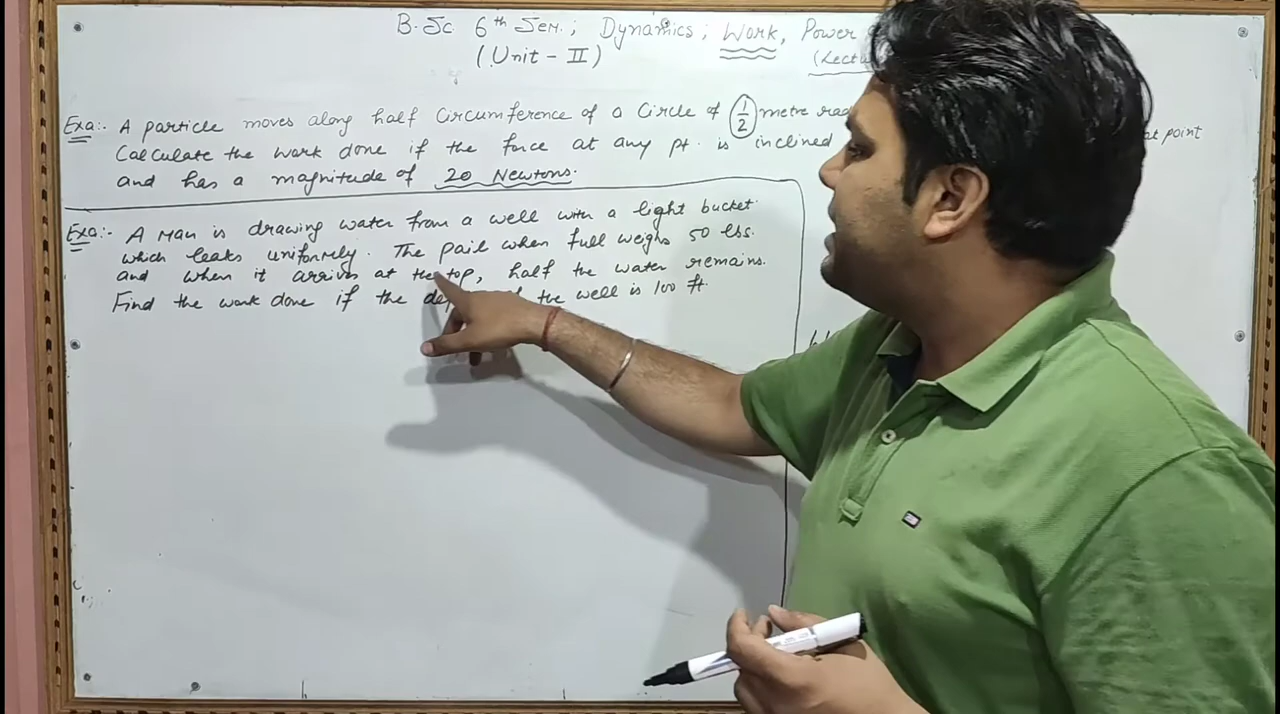 B.Sc 6th Sem.; Dynamics; Work, Power
(Unit - II)
Exa:- A particle moves along half Circumference of a Circle of 1/2 metre
Calculate the work done if the force at any pt. is inclined at point
and has a magnitude of 20 Newtons.
Exa:- A Man is drawing water from a well with a light bucket
which leaks uniformly. The pail when full weighs 50 lbs.
and when it arrives at the top, half the water remains.
Find the work done if the the well is 100 ft.